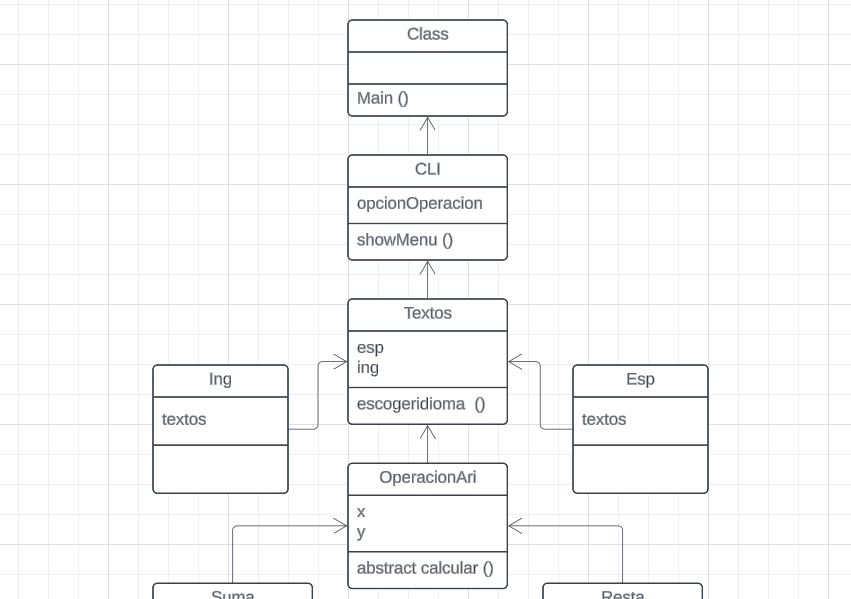 Class
Main ()
CLI
opcionOperacion
showMenu ()
Textos
esp
ing
escogeridioma ()
Ing
textos
Esp
textos
OperacionAri
x
y
abstract calcular ()
Suma
Resta